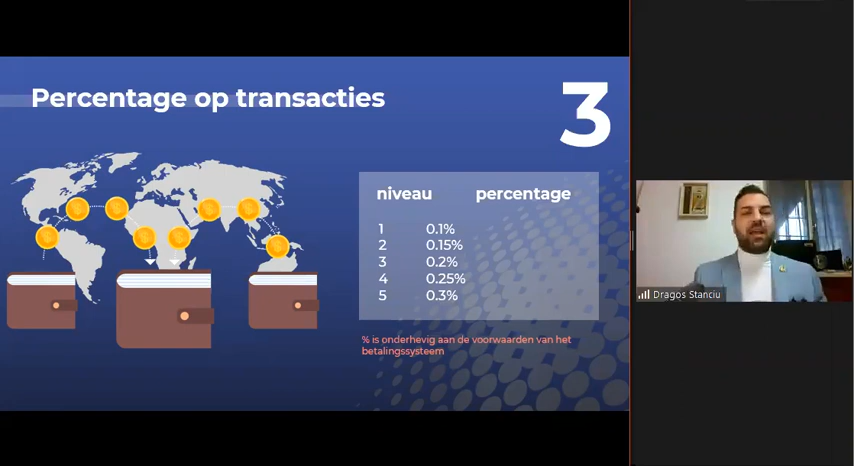 Percentage op transacties
3
niveau percentage
1 0.1%
2 0.15%
3 0.2%
4 0.25%
5 0.3%
% is onderhevig aan de voorwaarden van het
betalingssysteem
Dragos Stanciu